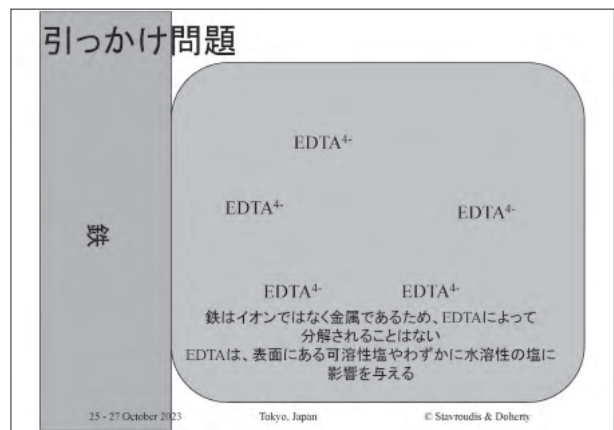 引っかけ問題
EDTA⁴⁻
EDTA⁴⁻
EDTA⁴⁻
鉄
EDTA⁴⁻
EDTA⁴⁻
鉄はイオンではなく金属であるため、EDTAによって
分解されることはない
EDTAは、表面にある可溶性塩やわずかに水溶性の塩に
影響を与える
25 - 27 October 2023
Tokyo, Japan
© Stavroudis & Doherty